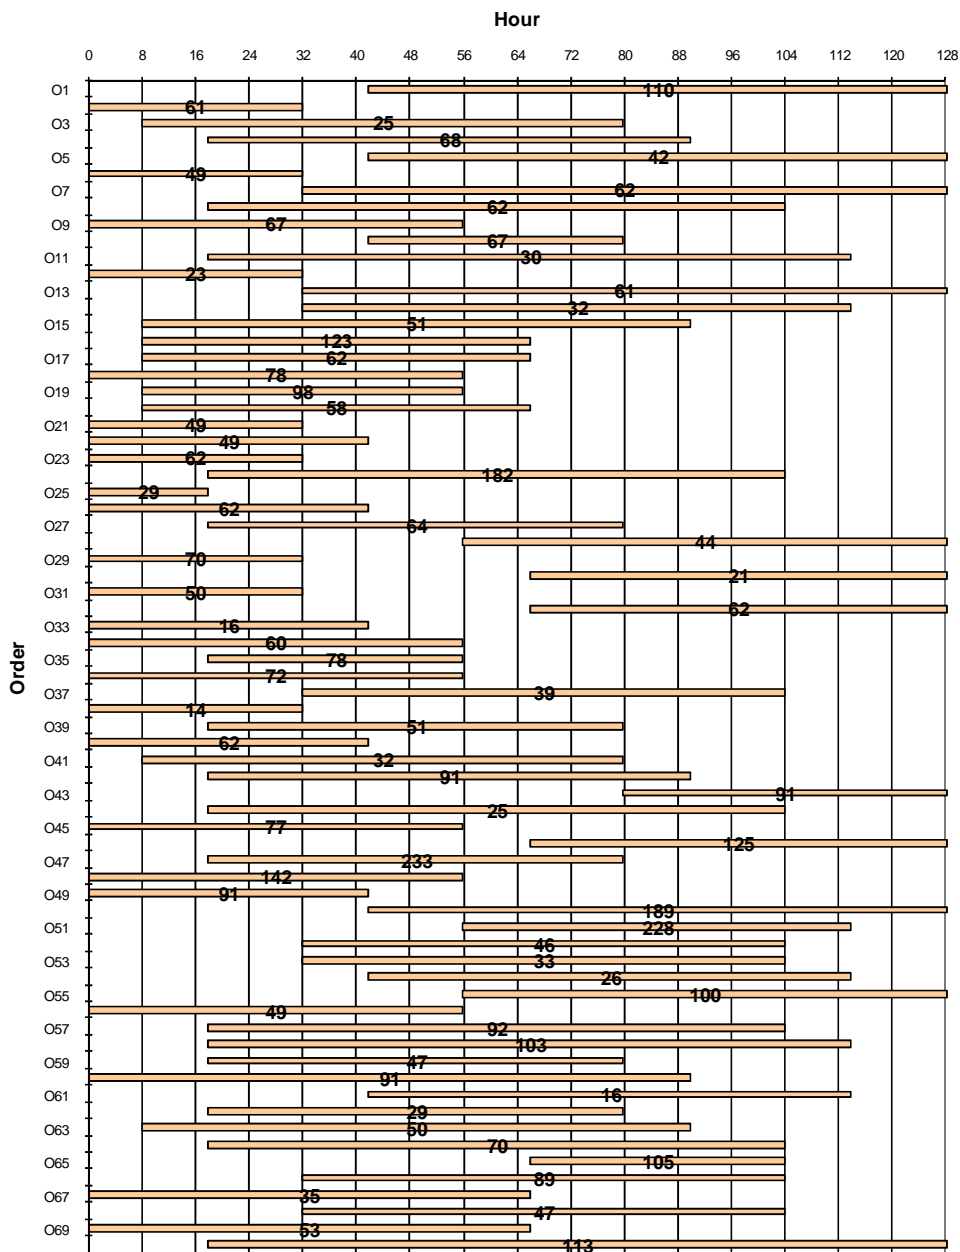 Hour
0 8 16 24 32 40 48 56 64 72 80 88 96 104 112 120 128
O1 110
61
O3 25
68
O5 42
49
O7 62
62
O9 67
67
O11 30
23
O13 61
32
O15 51
123
O17 62
78
O19 98
58
O21 49
49
O23 62
182
O25 29
62
O27 64
44
O29 70
21
O31 50
62
O33 16
60
O35 78
72
O37 39
14
O39 51
62
O41 32
91
O43 91
25
O45 77
125
O47 233
142
O49 91
189
O51 228
46
O53 33
26
O55 100
49
O57 92
103
O59 47
91
O61 16
29
O63 50
70
O65 105
89
O67 35
47
O69 53
113
Order